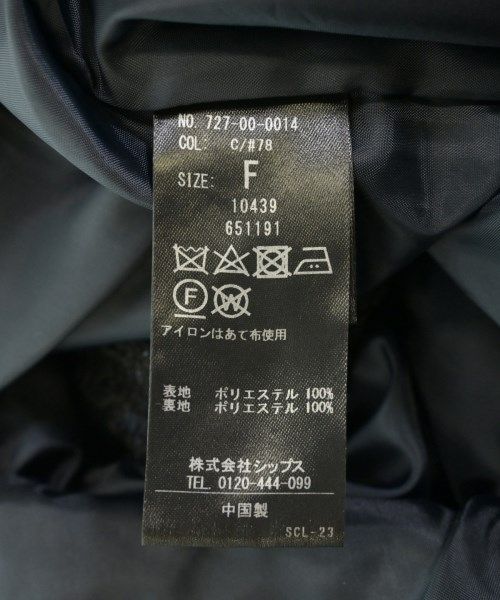 NO. 727-00-0014
COL: C/#78
SIZE: F
10439
651191
F
W
アイロンはあて布使用
表地 ポリエステル 100%
裏地 ポリエステル 100%
株式会社シップス
TEL 0120-444-099
中国製
SCL-23